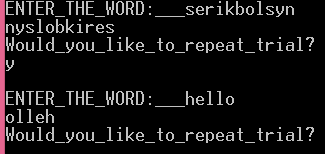 ENTER_THE_WORD:___serikbolsyn
nyslobkires
Would_you_like_to_repeat_trial?
y
ENTER_THE_WORD:___hello
olleh
Would_you_like_to_repeat_trial?